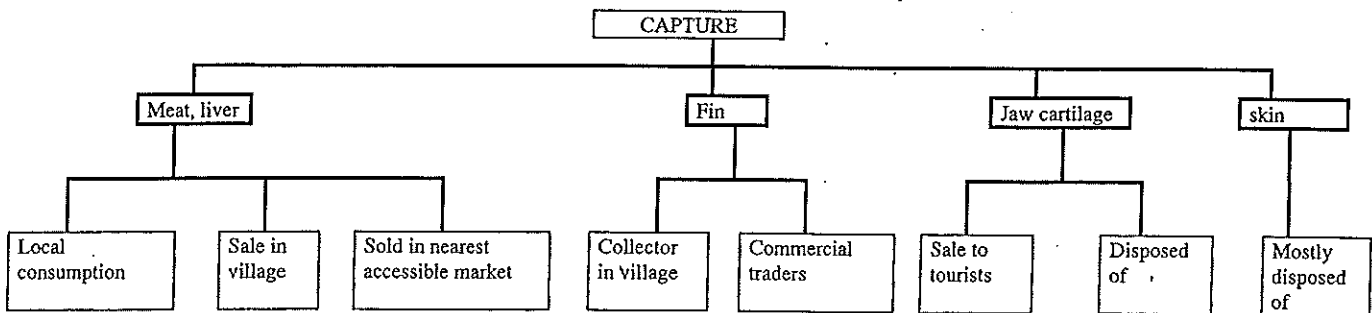 CAPTURE
Meat, liver
Fin
Jaw cartilage
skin
Local
consumption
Sale in
village
Sold in nearest
accessible market
Collector
in village
Commercial
traders
Sale to
tourists
Disposed
of
Mostly
disposed
of